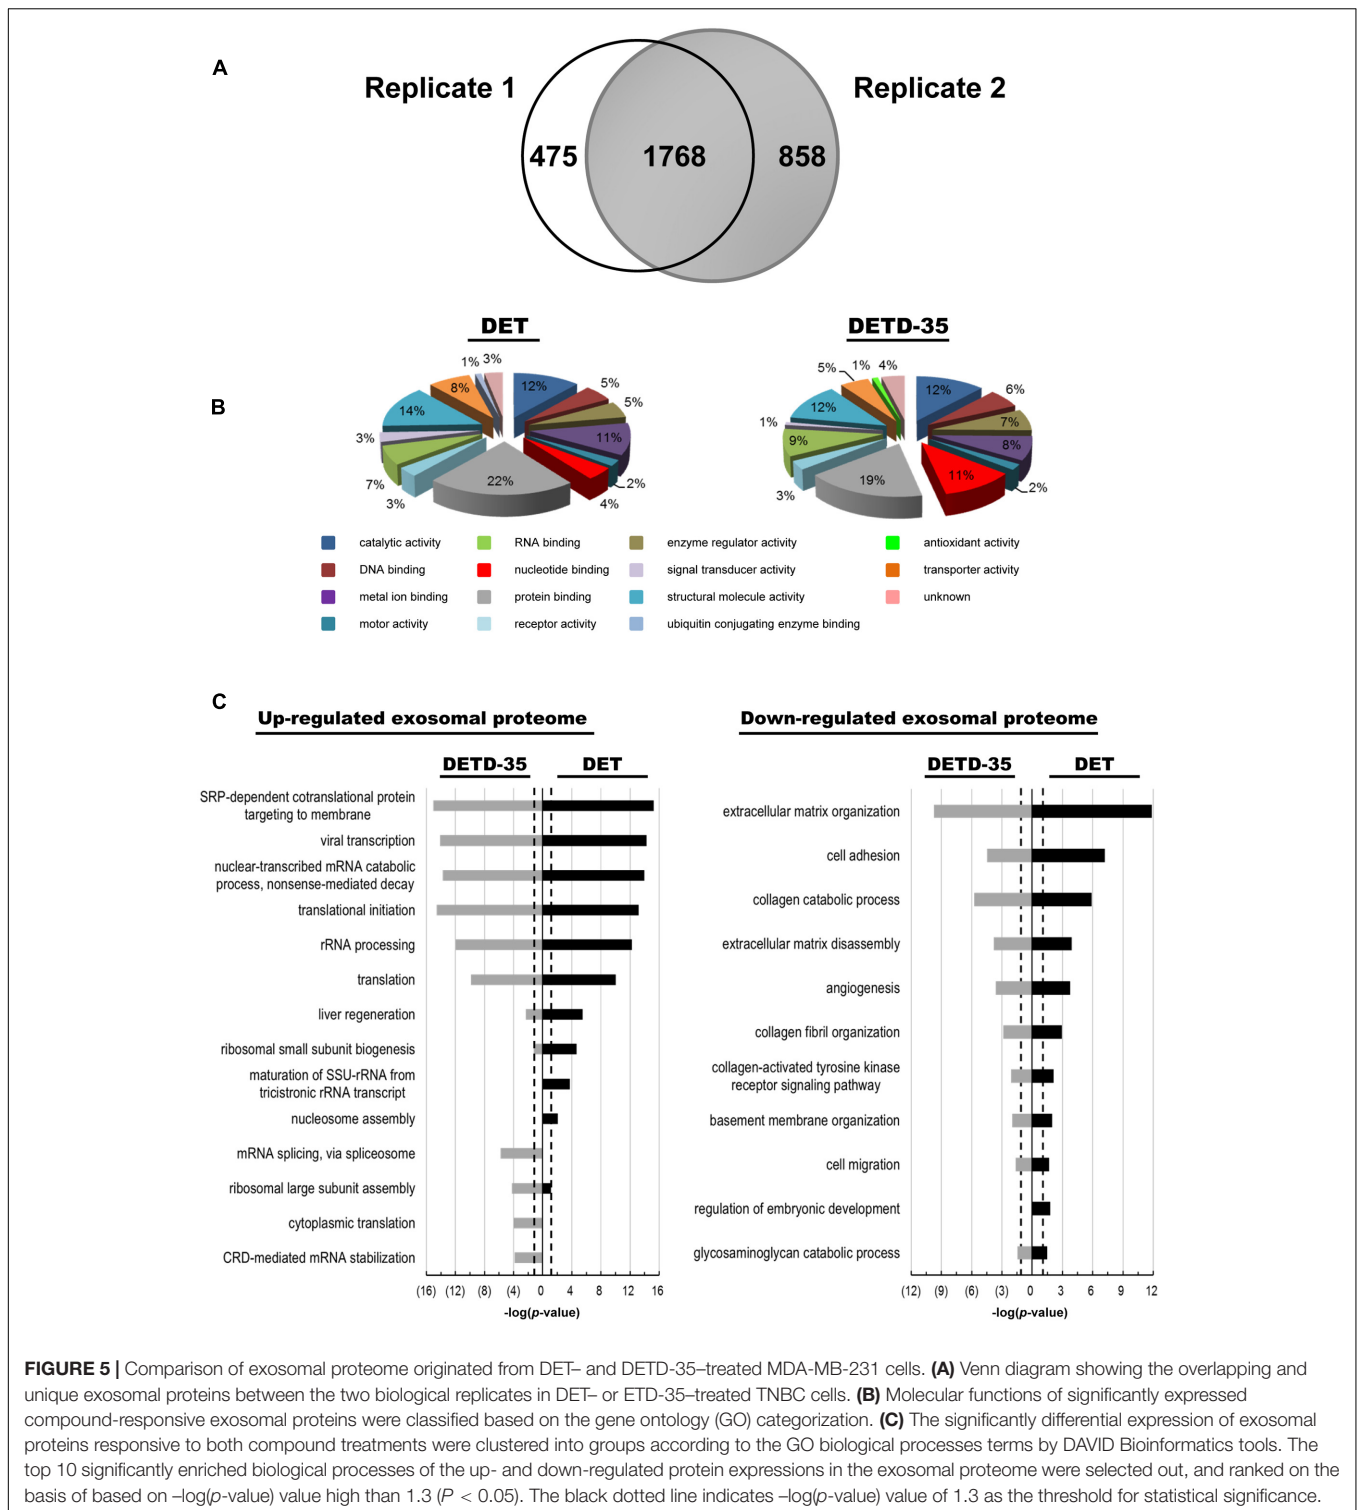 A
Replicate 1
Replicate 2
475
1768
858
DET
DETD-35
B
1%
3%
8%
12%
5%
5%
14%
11%
3%
2%
7%
22%
3%
4%
5%
1%
4%
12%
6%
12%
7%
1%
9%
8%
11%
2%
19%
3%
catalytic activity
RNA binding
enzyme regulator activity
antioxidant activity
DNA binding
nucleotide binding
signal transducer activity
transporter activity
metal ion binding
protein binding
structural molecule activity
unknown
motor activity
receptor activity
ubiquitin conjugating enzyme binding
C
Up-regulated exosomal proteome
DETD-35
DET
SRP-dependent cotranslational protein
targeting to membrane
viral transcription
nuclear-transcribed mRNA catabolic
process, nonsense-mediated decay
translational initiation
rRNA processing
translation
liver regeneration
ribosomal small subunit biogenesis
maturation of SSU-rRNA from
tricistronic rRNA transcript
nucleosome assembly
mRNA splicing, via spliceosome
ribosomal large subunit assembly
cytoplasmic translation
CRD-mediated mRNA stabilization
(16) (12) (8) (4) 0 4 8 12 16
-log(p-value)
Down-regulated exosomal proteome
DETD-35
DET
extracellular matrix organization
cell adhesion
collagen catabolic process
extracellular matrix disassembly
angiogenesis
collagen fibril organization
collagen-activated tyrosine kinase
receptor signaling pathway
basement membrane organization
cell migration
regulation of embryonic development
glycosaminoglycan catabolic process
(12) (9) (6) (3) 0 3 6 9 12
-log(p-value)
FIGURE 5 | Comparison of exosomal proteome originated from DET– and DETD-35–treated MDA-MB-231 cells. (A) Venn diagram showing the overlapping and
unique exosomal proteins between the two biological replicates in DET– or ETD-35–treated TNBC cells. (B) Molecular functions of significantly expressed
compound-responsive exosomal proteins were classified based on the gene ontology (GO) categorization. (C) The significantly differential expression of exosomal
proteins responsive to both compound treatments were clustered into groups according to the GO biological processes terms by DAVID Bioinformatics tools. The
top 10 significantly enriched biological processes of the up- and down-regulated protein expressions in the exosomal proteome were selected out, and ranked on the
basis of based on –log(p-value) value high than 1.3 (P < 0.05). The black dotted line indicates –log(p-value) value of 1.3 as the threshold for statistical significance.